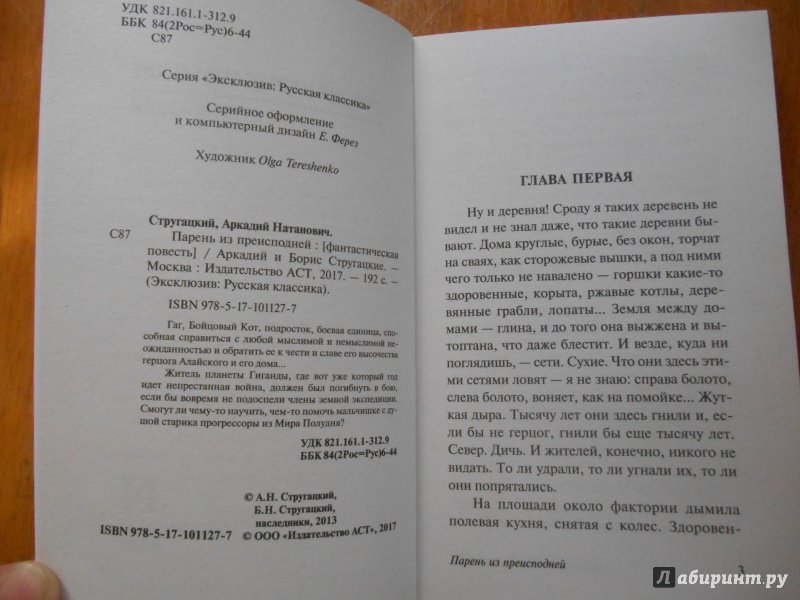 УДК 821.161.1-312.9
ББК 84(2Рос=Рус)6-44
С87
Серия «Эксклюзив: Русская классика»
Серийное оформление
и компьютерный дизайн Е. Ферез
Художник Olga Tereshenko
Стругацкий, Аркадий Натанович.
С87
Парень из преисподней : [фантастическая
повесть] / Аркадий и Борис Стругацкие. —
Москва : Издательство АСТ, 2017. — 192 с. —
(Эксклюзив: Русская классика).
ISBN 978-5-17-101127-7
Гаг, Бойцовый Кот, подросток, боевая единица, спо-
собная справиться с любой мыслимой и немыслимой не-
ожиданностью и обратить ее к чести и славе его высочества
герцога Алайского и его дома...
Житель планеты Гиганды, где вот уже который год
идет непрестанная война, должен был погибнуть в бою,
если бы вовремя не подоспели члены земной экспедиции.
Смогут ли чему-то научить, чем-то помочь мальчишке с ду-
шой старика прогрессоры из Мира Полудня?
УДК 821.161.1-312.9
ББК 84(2Рос=Рус)6-44
© А.Н. Стругацкий,
Б.Н. Стругацкий,
наследники, 2013
ISBN 978-5-17-101127-7
© ООО «Издательство АСТ», 2017
ГЛАВА ПЕРВАЯ
Ну и деревня! Сроду я таких деревень не
видел и не знал даже, что такие деревни бы-
вают. Дома круглые, бурые, без окон, торчат
на сваях, как сторожевые вышки, а под ними
чего только не навалено — горшки какие-то
здоровенные, корыта, ржавые котлы, дере-
вянные грабли, лопаты... Земля между до-
мами — глина, и до того она выжжена и вы-
топтана, что даже блестит. И везде, куда ни
поглядишь, — сети. Сухие. Что они здесь эти-
ми сетями ловят — я не знаю: справа болото,
слева болото, воняет, как на помойке... Жут-
кая дыра. Тысячу лет они здесь гнили и, ес-
ли бы не герцог, гнили бы еще тысячу лет.
Север. Дичь. И жителей, конечно, никого не
видать. То ли удрали, то ли угнали их, то ли
они попрятались.
На площади около фактории дымила
полевая кухня, снятая с колес. Здоровен-
Парень из преисподней
3
Лабиринт.ру